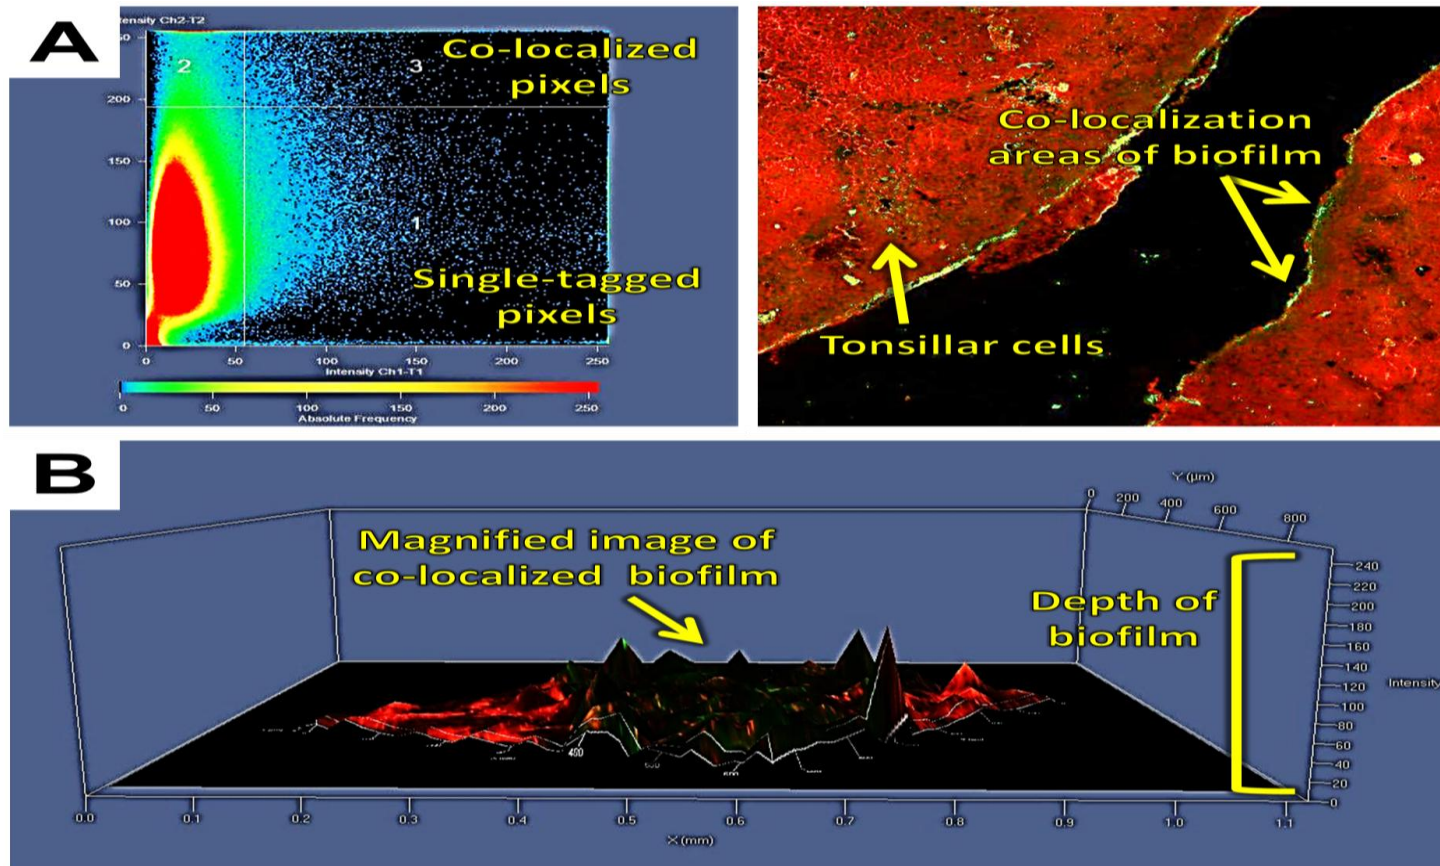 A
tensity Ch2-T2
2
3
Co-localized
pixels
200
150
100
50
0
1
Single-tagged
pixels
0 50 100 150 200 250
Intensity Ch1-T1
0 50 100 150 200 250
Absolute Frequency
Co-localization
areas of biofilm
Tonsillar cells
B
Magnified image of
co-localized biofilm
Depth of
biofilm
Y (µm)
0 200 400 600 800
240
220
200
180
160
140
120
100
80
60
40
20
0
Intensity
400
0.0 0.1 0.2 0.3 0.4 0.5 0.6 0.7 0.8 0.9 1.0 1.1
X (mm)